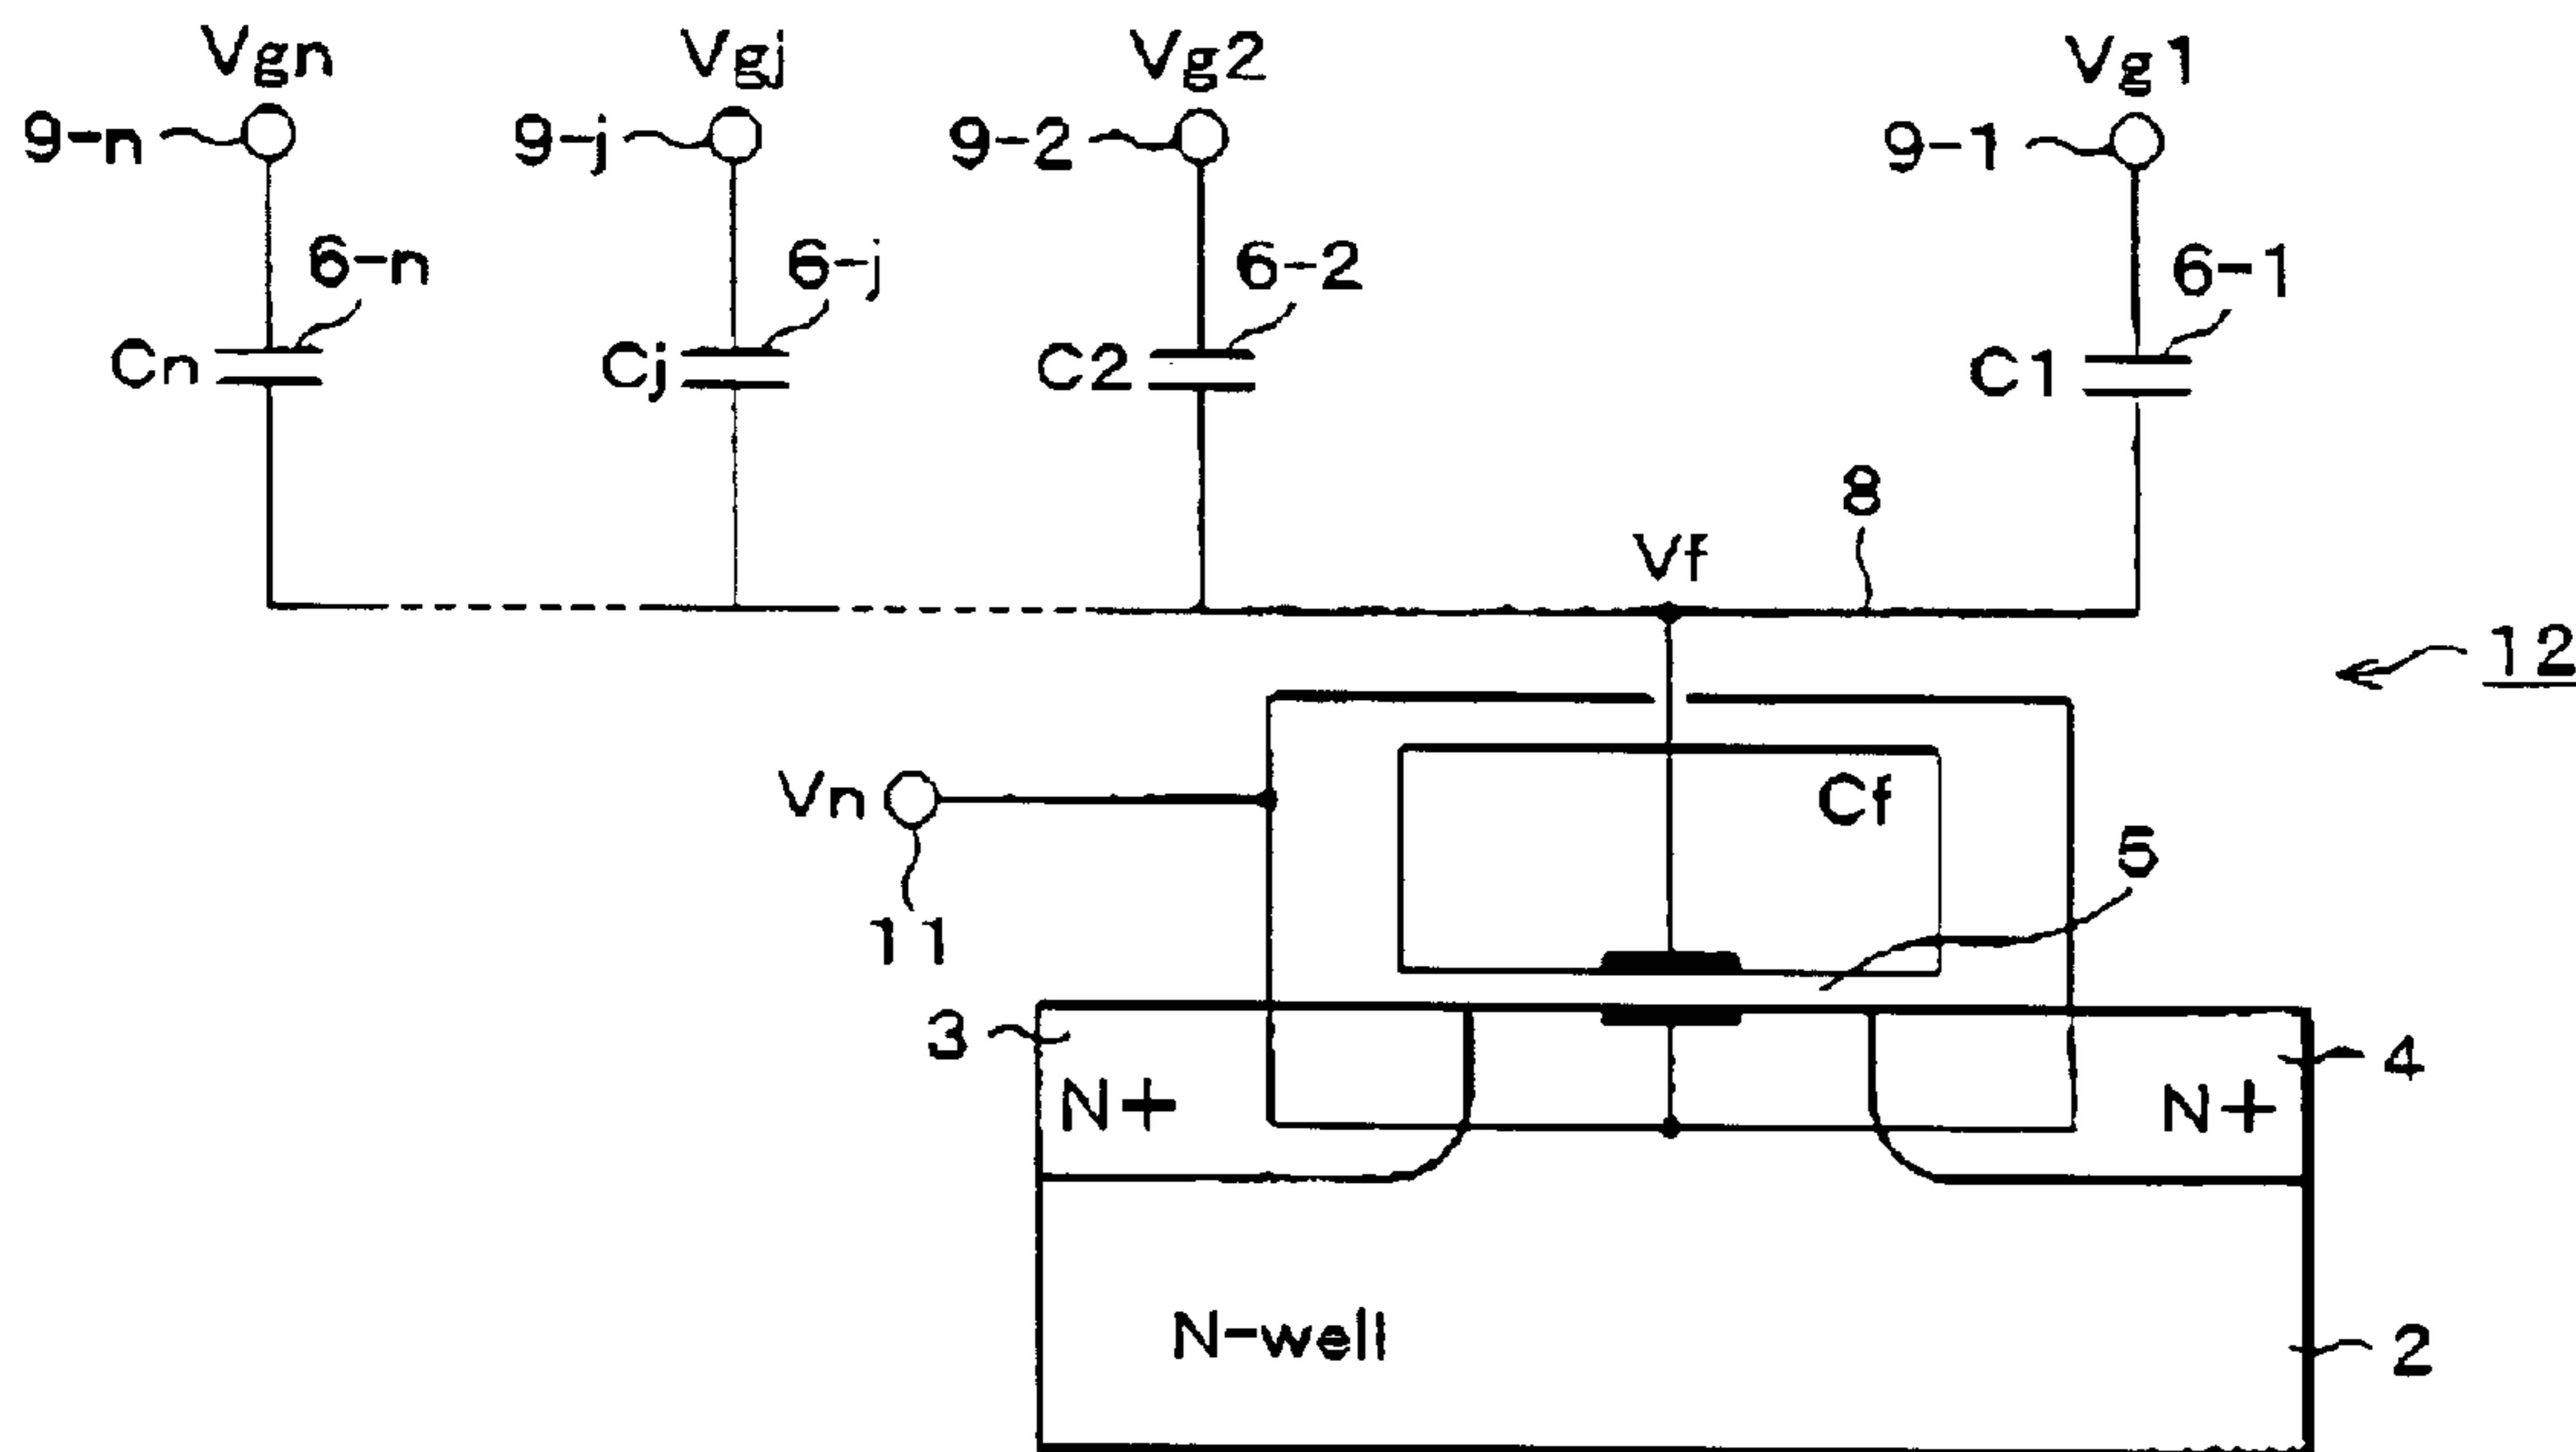 Vgn Vgj Vg2 Vg1
9-n 9-j 9-2 9-1
6-n 6-j 6-2 6-1
Cn Cj C2 C1
8
Vf
12
Vn Cf
5
11
3 4
N+ N+
N-well 2